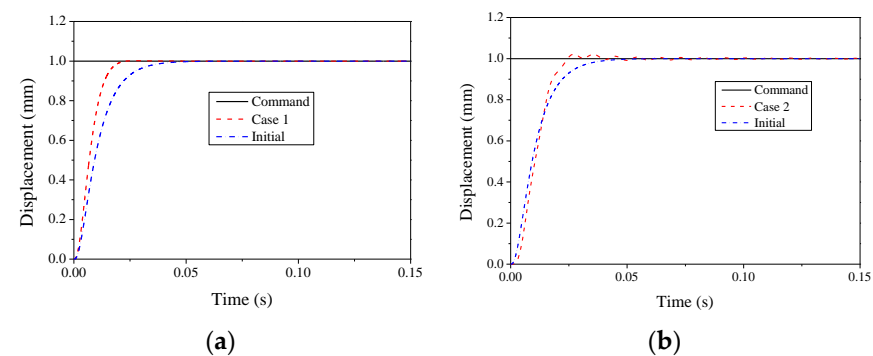 1.2
1.0
0.8
0.6
0.4
0.2
0.0
Displacement (mm)
Command
Case 1
Initial
0.00
0.05
0.10
0.15
Time (s)
(a)
1.2
1.0
0.8
0.6
0.4
0.2
0.0
Displacement (mm)
Command
Case 2
Initial
0.00
0.05
0.10
0.15
Time (s)
(b)